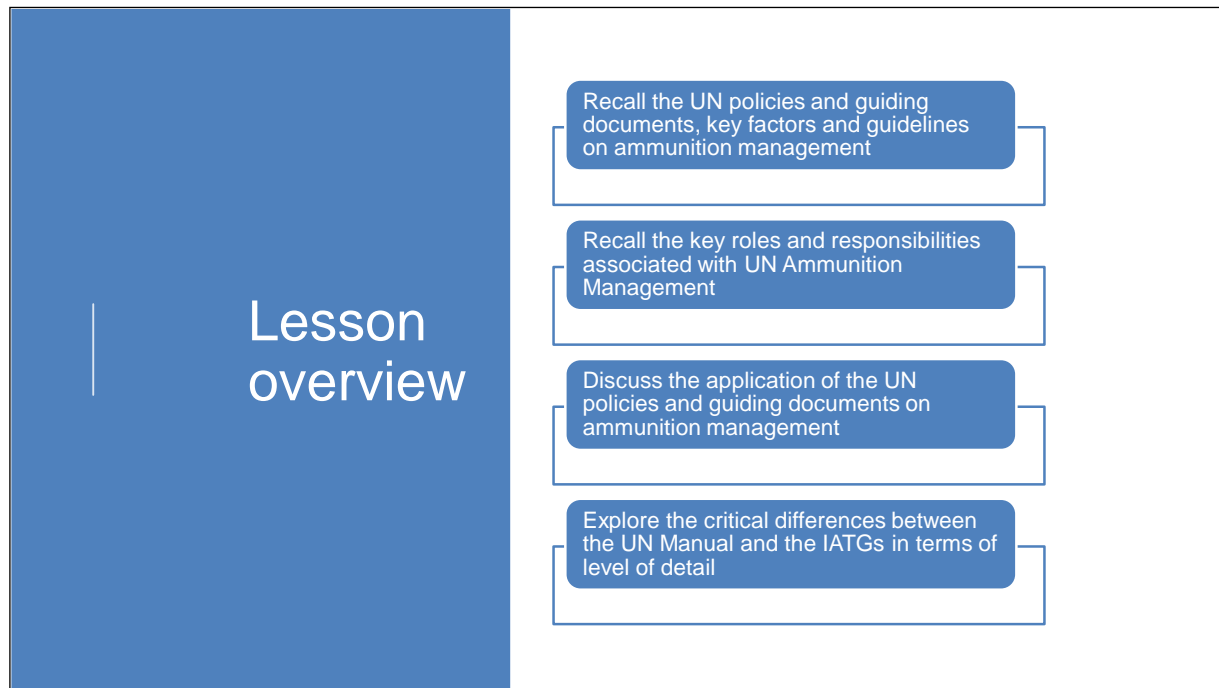 Lesson
overview
Recall the UN policies and guiding
documents, key factors and guidelines
on ammunition management
Recall the key roles and responsibilities
associated with UN Ammunition
Management
Discuss the application of the UN
policies and guiding documents on
ammunition management
Explore the critical differences between
the UN Manual and the IATGs in terms of
level of detail